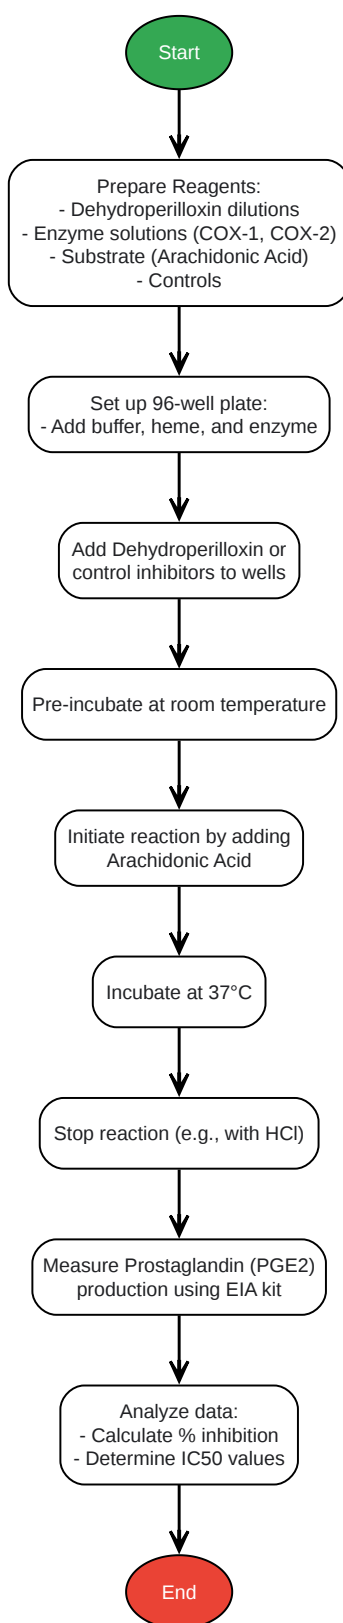 Start
Prepare Reagents:
- Dehydroperilloxin dilutions
- Enzyme solutions (COX-1, COX-2)
- Substrate (Arachidonic Acid)
- Controls
Set up 96-well plate:
- Add buffer, heme, and enzyme
Add Dehydroperilloxin or
control inhibitors to wells
Pre-incubate at room temperature
Initiate reaction by adding
Arachidonic Acid
Incubate at 37°C
Stop reaction (e.g., with HCl)
Measure Prostaglandin (PGE2)
production using EIA kit
Analyze data:
- Calculate % inhibition
- Determine IC50 values
End